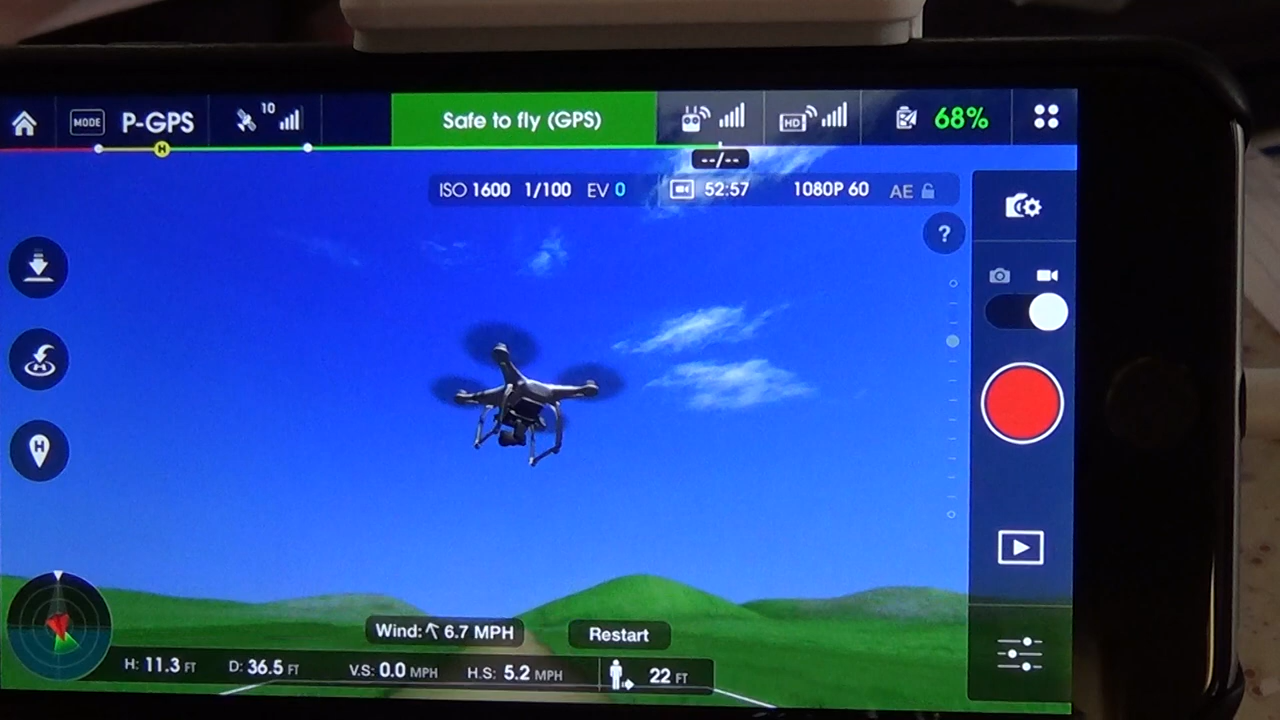 MODE P-GPS 10 Safe to fly (GPS) HD 68%
H
--/--
ISO 1600 1/100 EV 0 52:57 1080P 60 AE
?
H
Wind: 6.7 MPH Restart
H: 11.3 FT D: 36.5 FT V.S: 0.0 MPH H.S: 5.2 MPH 22 FT